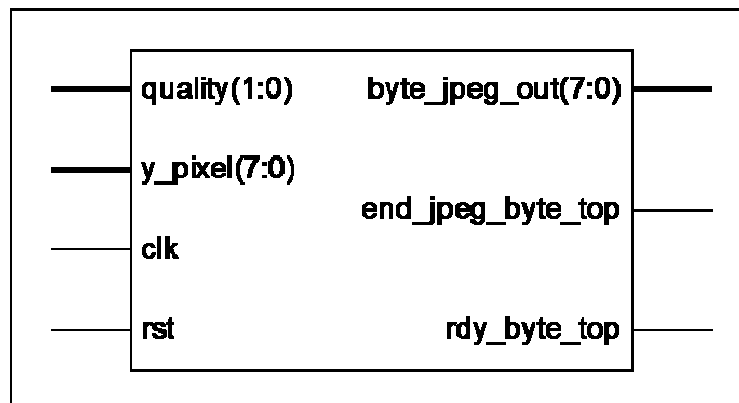 quality(1:0)
byte_jpeg_out(7:0)
y_pixel(7:0)
end_jpeg_byte_top
clk
rst
rdy_byte_top